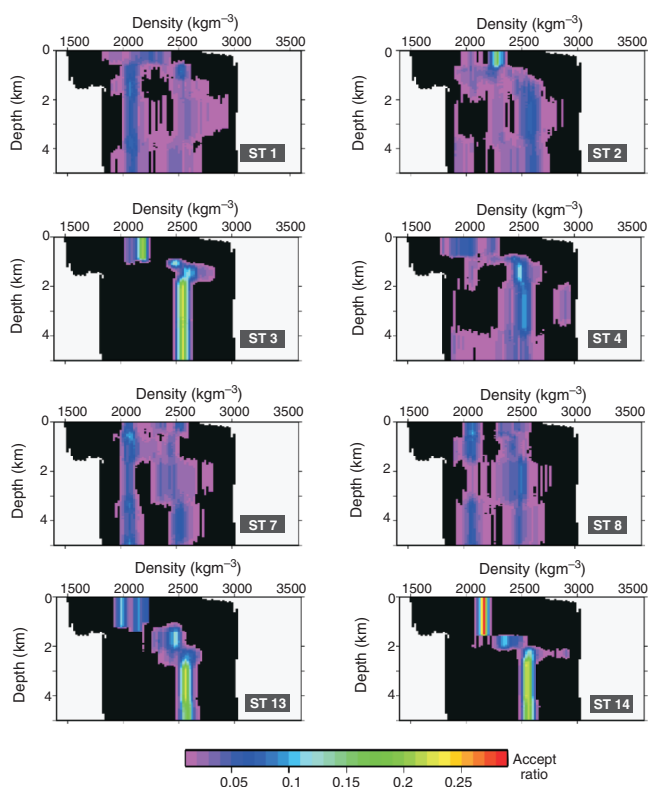 Density (kgm⁻³) Density (kgm⁻³)
1500 2000 2500 3000 3500 1500 2000 2500 3000 3500
0 0
2 2
4 4
Depth (km) Depth (km)
ST 1 ST 2
Density (kgm⁻³) Density (kgm⁻³)
1500 2000 2500 3000 3500 1500 2000 2500 3000 3500
0 0
2 2
4 4
Depth (km) Depth (km)
ST 3 ST 4
Density (kgm⁻³) Density (kgm⁻³)
1500 2000 2500 3000 3500 1500 2000 2500 3000 3500
0 0
2 2
4 4
Depth (km) Depth (km)
ST 7 ST 8
Density (kgm⁻³) Density (kgm⁻³)
1500 2000 2500 3000 3500 1500 2000 2500 3000 3500
0 0
2 2
4 4
Depth (km) Depth (km)
ST 13 ST 14
Accept
ratio
0.05 0.1 0.15 0.2 0.25